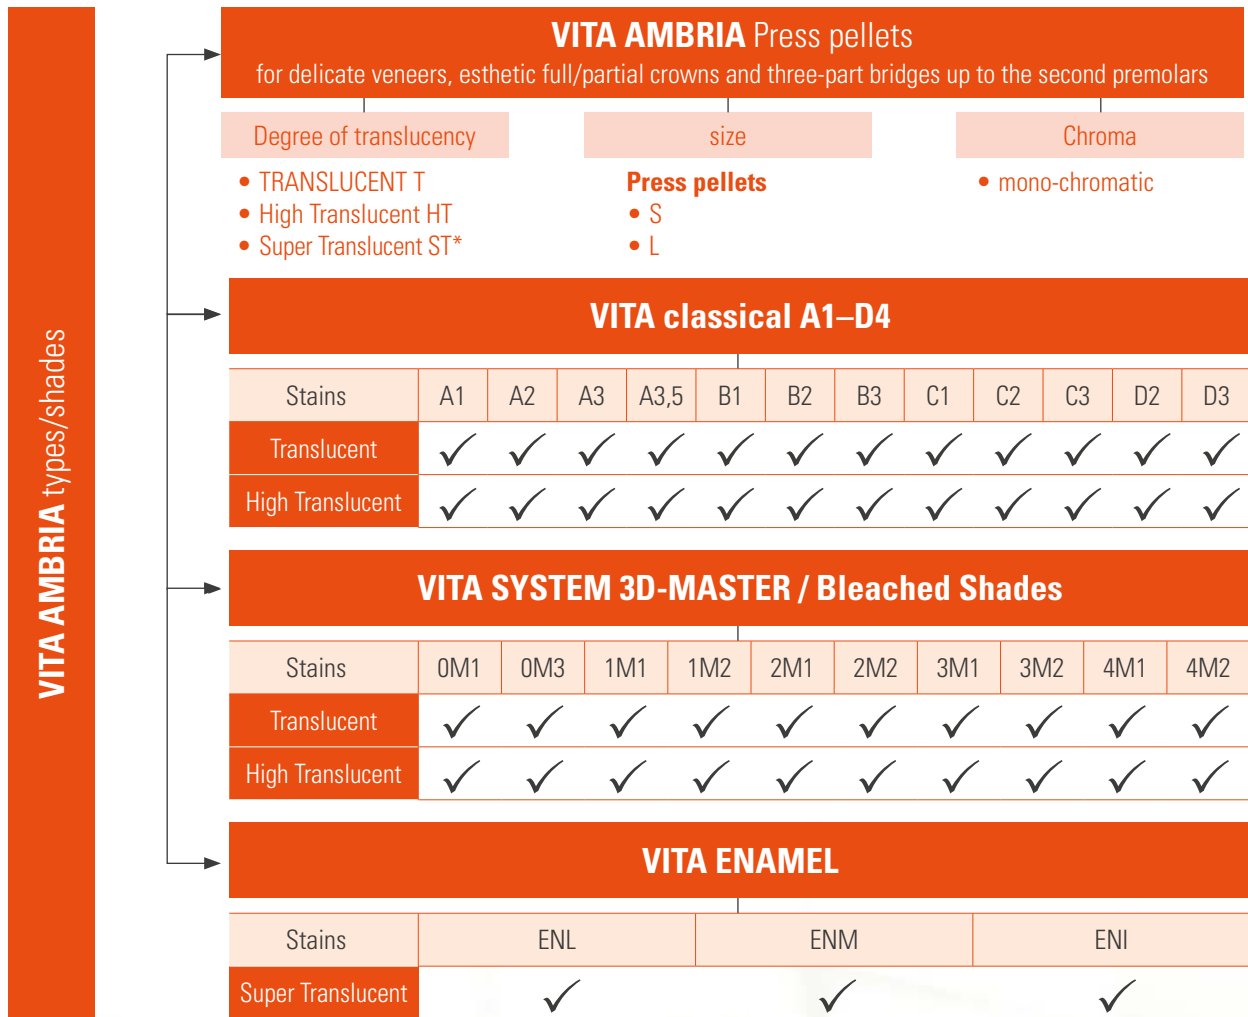 VITA AMBRIA types/shades
VITA AMBRIA Press pellets
for delicate veneers, esthetic full/partial crowns and three-part bridges up to the second premolars
Degree of translucency
• TRANSLUCENT T
• High Translucent HT
• Super Translucent ST*
size
Press pellets
• S
• L
Chroma
• mono-chromatic
VITA classical A1–D4
Stains A1 A2 A3 A3,5 B1 B2 B3 C1 C2 C3 D2 D3
Translucent ✓ ✓ ✓ ✓ ✓ ✓ ✓ ✓ ✓ ✓ ✓ ✓
High Translucent ✓ ✓ ✓ ✓ ✓ ✓ ✓ ✓ ✓ ✓ ✓ ✓
VITA SYSTEM 3D-MASTER / Bleached Shades
Stains 0M1 0M3 1M1 1M2 2M1 2M2 3M1 3M2 4M1 4M2
Translucent ✓ ✓ ✓ ✓ ✓ ✓ ✓ ✓ ✓ ✓
High Translucent ✓ ✓ ✓ ✓ ✓ ✓ ✓ ✓ ✓ ✓
VITA ENAMEL
Stains ENL ENM ENI
Super Translucent ✓ ✓ ✓